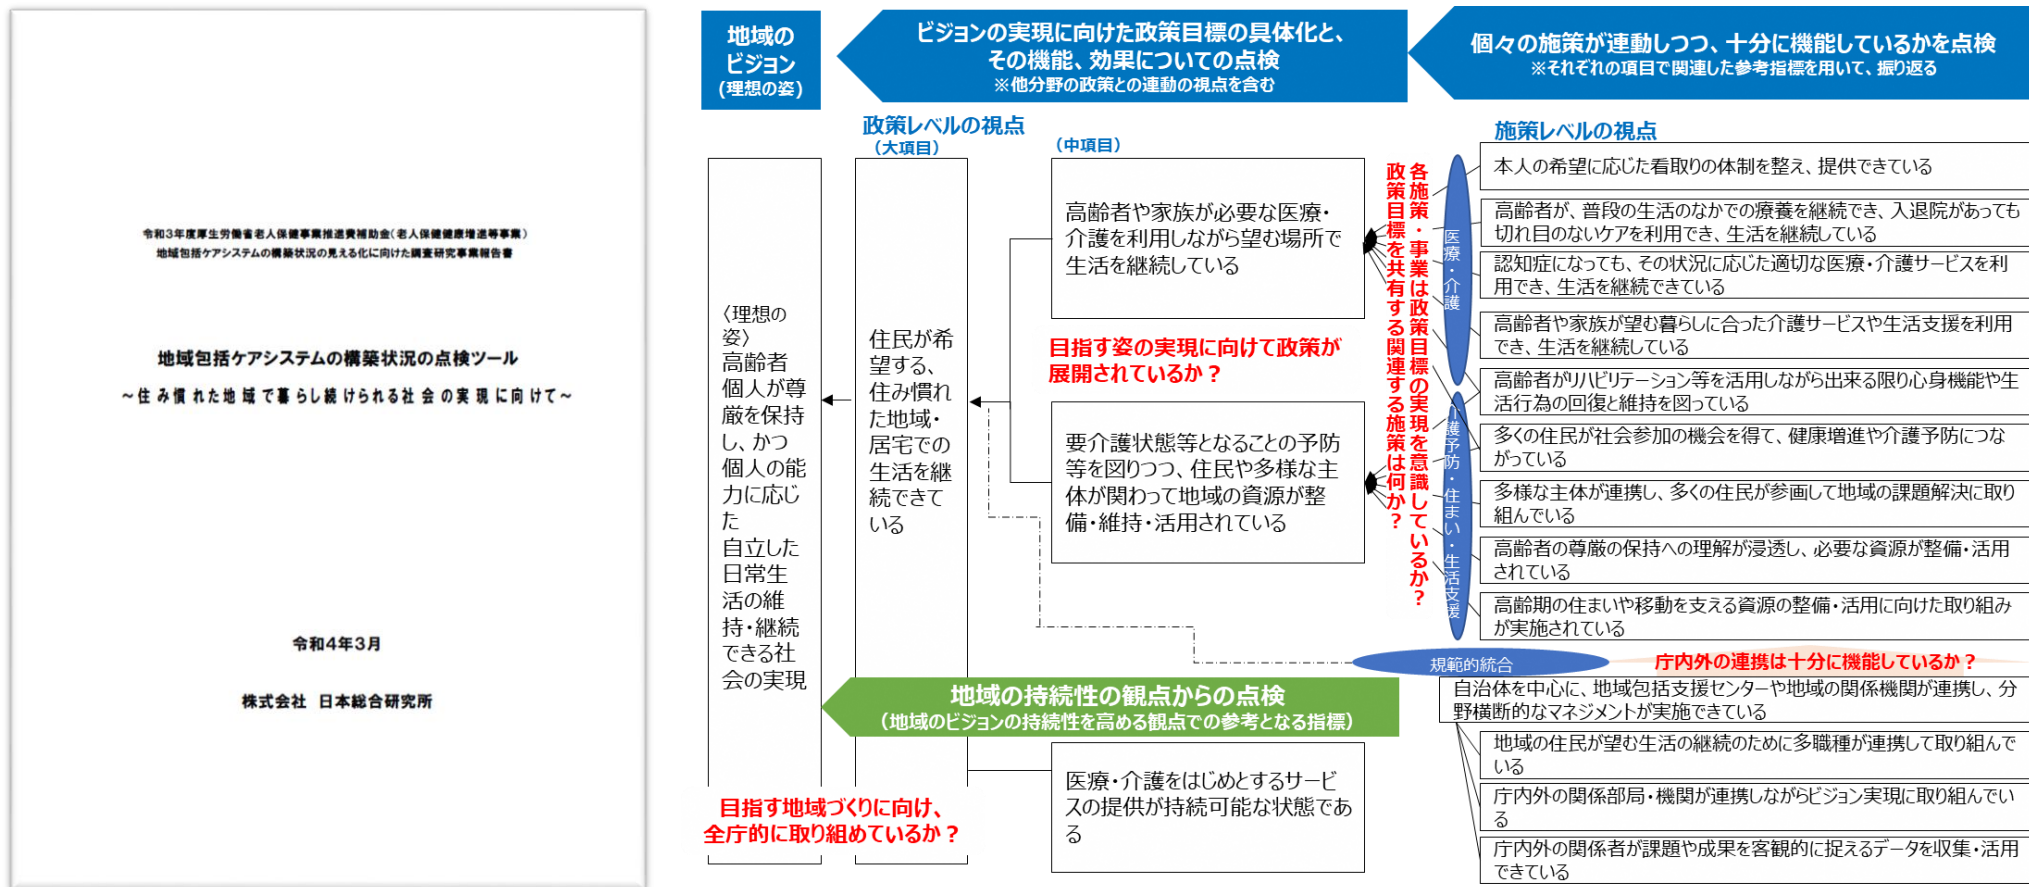 令和3年度厚生労働省老人保健事業推進費補助金(老人保健健康増進等事業)
地域包括ケアシステムの構築状況の見える化に向けた調査研究事業報告書
地域包括ケアシステムの構築状況の点検ツール
～住み慣れた地域で暮らし続けられる社会の実現に向けて～
令和4年3月
株式会社 日本総合研究所
地域の
ビジョン
(理想の姿)
ビジョンの実現に向けた政策目標の具体化と、
その機能、効果についての点検
※他分野の政策との連動の視点を含む
個々の施策が連動しつつ、十分に機能しているかを点検
※それぞれの項目で関連した参考指標を用いて、振り返る
政策レベルの視点
(大項目)
(中項目)
施策レベルの視点
〈理想の
姿〉
高齢者
個人が尊
厳を保持
し、かつ
個人の能
力に応じ
た
自立した
日常生
活の維
持・継続
できる社
会の実現
住民が希
望する、
住み慣れ
た地域・
居宅での
生活を継
続できて
いる
高齢者や家族が必要な医療・
介護を利用しながら望む場所で
生活を継続している
目指す姿の実現に向けて政策が
展開されているか？
要介護状態等となることの予防
等を図りつつ、住民や多様な主
体が関わって地域の資源が整
備・維持・活用されている
各施策・事業は政策目標の実現を意識しているか？
政策目標を共有する関連する施策は何か？
医療・介護
介護予防・住まい・生活支援
本人の希望に応じた看取りの体制を整え、提供できている
高齢者が、普段の生活のなかでの療養を継続でき、入退院があっても
切れ目のないケアを利用でき、生活を継続している
認知症になっても、その状況に応じた適切な医療・介護サービスを利
用でき、生活を継続できている
高齢者や家族が望む暮らしに合った介護サービスや生活支援を利用
でき、生活を継続している
高齢者がリハビリテーション等を活用しながら出来る限り心身機能や生
活行為の回復と維持を図っている
多くの住民が社会参加の機会を得て、健康増進や介護予防につな
がっている
多様な主体が連携し、多くの住民が参画して地域の課題解決に取り
組んでいる
高齢者の尊厳の保持への理解が浸透し、必要な資源が整備・活用
されている
高齢期の住まいや移動を支える資源の整備・活用に向けた取り組み
が実施されている
規範的統合
庁内外の連携は十分に機能しているか？
自治体を中心に、地域包括支援センターや地域の関係機関が連携し、分
野横断的なマネジメントが実施できている
地域の住民が望む生活の継続のために多職種が連携して取り組んで
いる
庁内外の関係部局・機関が連携しながらビジョン実現に取り組んでい
る
庁内外の関係者が課題や成果を客観的に捉えるデータを収集・活用
できている
地域の持続性の観点からの点検
(地域のビジョンの持続性を高める観点での参考となる指標)
医療・介護をはじめとするサービ
スの提供が持続可能な状態であ
る
目指す地域づくりに向け、
全庁的に取り組めているか？